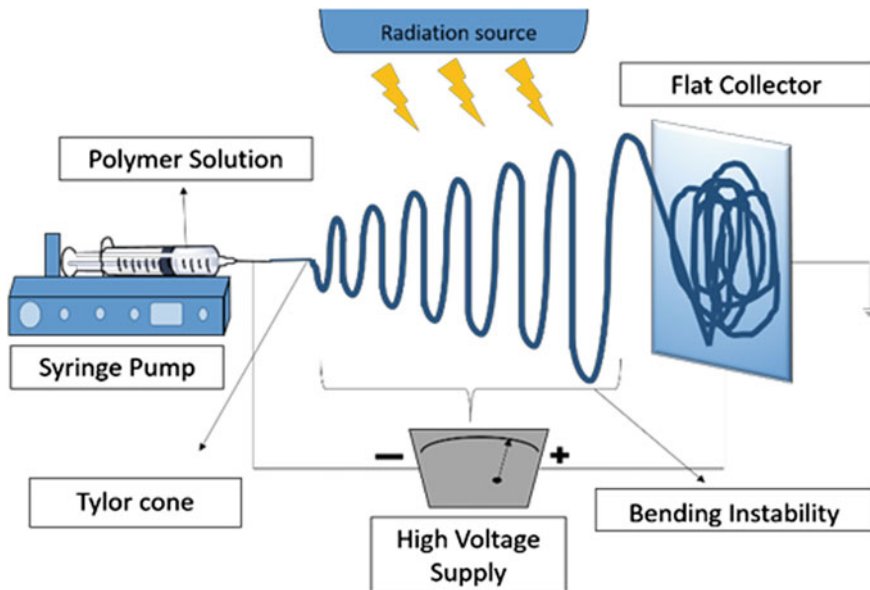 Radiation source
Flat Collector
Polymer Solution
Syringe Pump
−
+
Tylor cone
High Voltage
Supply
Bending Instability